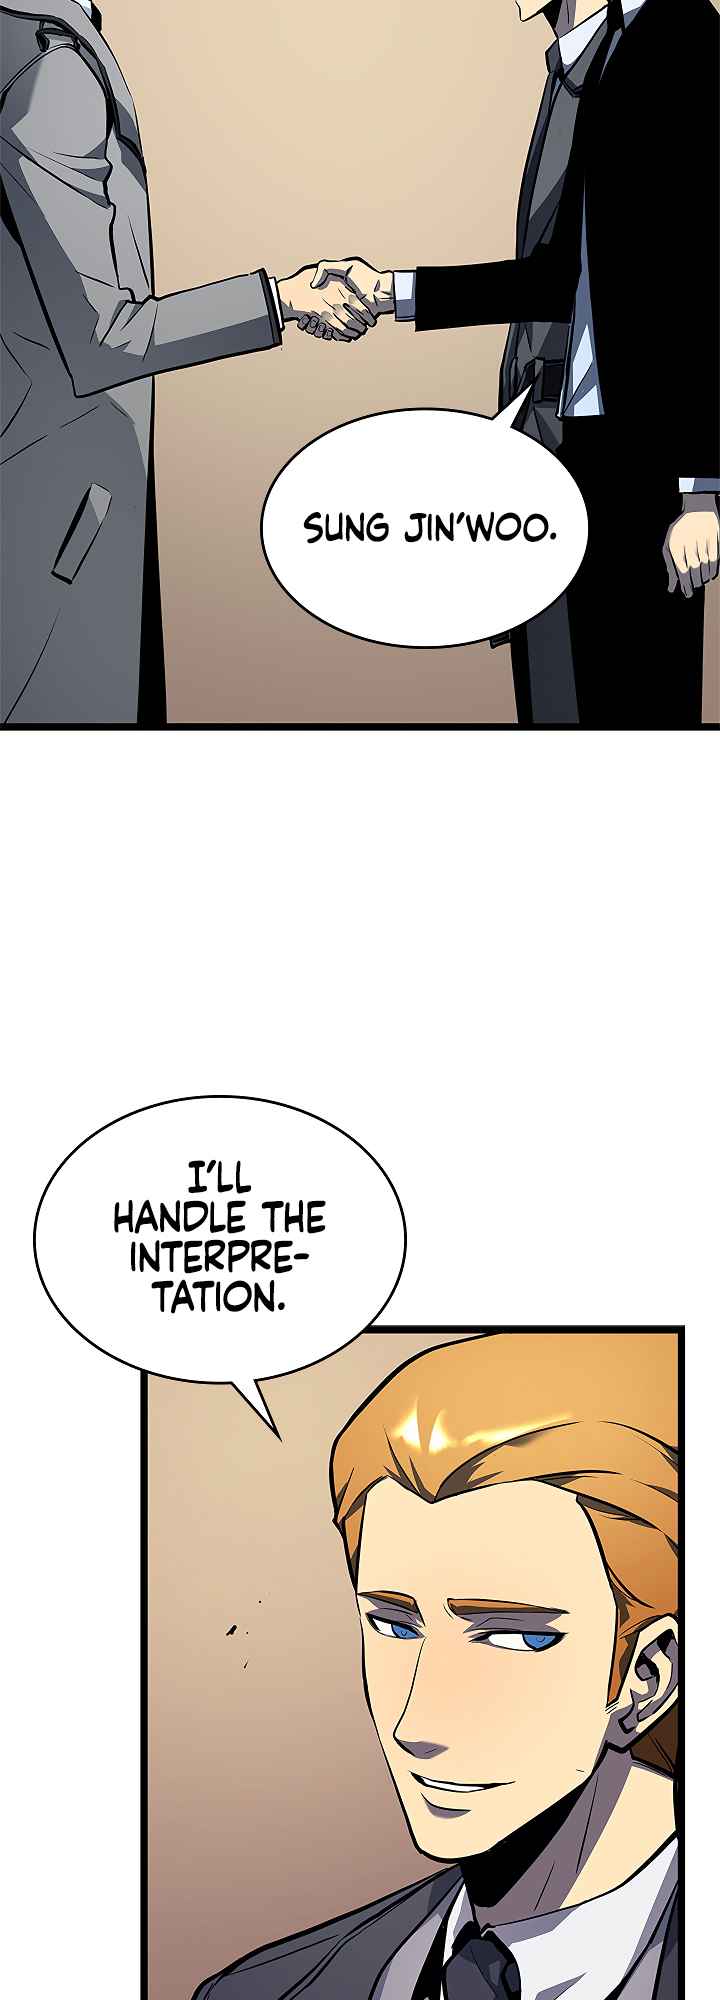 SUNG JIN'WOO.
I'LL
HANDLE THE
INTERPRE-
TATION.